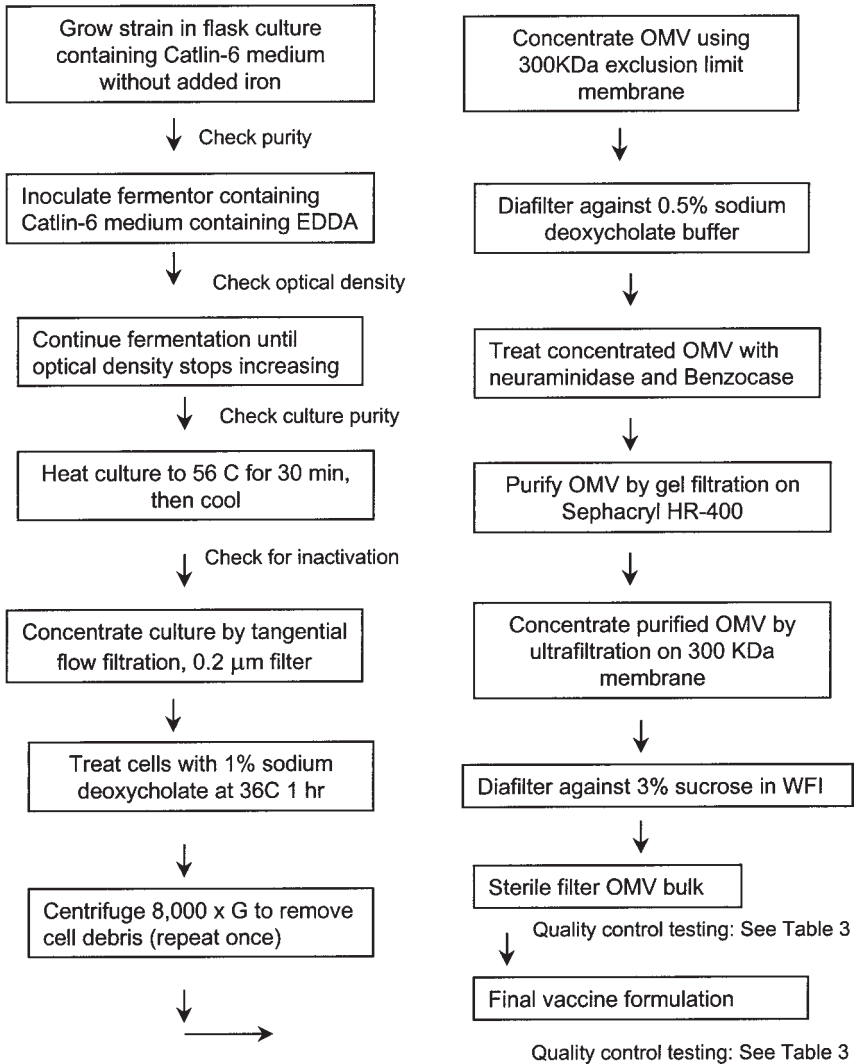 Grow strain in flask culture
containing Catlin-6 medium
without added iron
Check purity
Inoculate fermentor containing
Catlin-6 medium containing EDDA
Check optical density
Continue fermentation until
optical density stops increasing
Check culture purity
Heat culture to 56 C for 30 min,
then cool
Check for inactivation
Concentrate culture by tangential
flow filtration, 0.2 μm filter
Treat cells with 1% sodium
deoxycholate at 36C 1 hr
Centrifuge 8,000 x G to remove
cell debris (repeat once)
Concentrate OMV using
300KDa exclusion limit
membrane
Diafilter against 0.5% sodium
deoxycholate buffer
Treat concentrated OMV with
neuraminidase and Benzocase
Purify OMV by gel filtration on
Sephacryl HR-400
Concentrate purified OMV by
ultrafiltration on 300 KDa
membrane
Diafilter against 3% sucrose in WFI
Sterile filter OMV bulk
Quality control testing: See Table 3
Final vaccine formulation
Quality control testing: See Table 3